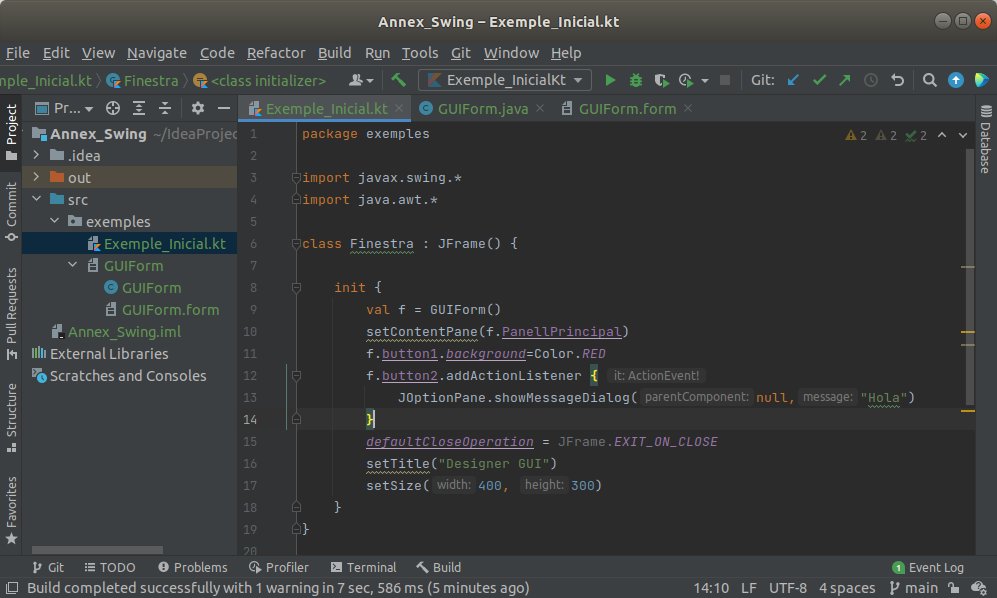 Annex_Swing – Exemple_Inicial.kt
File Edit View Navigate Code Refactor Build Run Tools Git Window Help
mple_Inicial.kt Finestra <class initializer> Exemple_InicialKt Git:
Project
Commit
Pull Requests
Structure
Favorites
Pr...
Annex_Swing ~/IdeaProjec
.idea
out
src
exemples
Exemple_Inicial.kt
GUIForm
GUIForm
GUIForm.form
Annex_Swing.iml
External Libraries
Scratches and Consoles
Exemple_Inicial.kt GUIForm.java GUIForm.form
2 2 2
1 package exemples
2
3 import javax.swing.*
4 import java.awt.*
5
6 class Finestra : JFrame() {
7
8 init {
9 val f = GUIForm()
10 setContentPane(f.PanellPrincipal)
11 f.button1.background=Color.RED
12 f.button2.addActionListener { it: ActionEvent!
13 JOptionPane.showMessageDialog( parentComponent: null, message: "Hola")
14 }
15 defaultCloseOperation = JFrame.EXIT_ON_CLOSE
16 setTitle("Designer GUI")
17 setSize( width: 400, height: 300)
18 }
19 }
20
Database
Git TODO Problems Profiler Terminal Build 1 Event Log
Build completed successfully with 1 warning in 7 sec, 586 ms (5 minutes ago) 14:10 LF UTF-8 4 spaces main